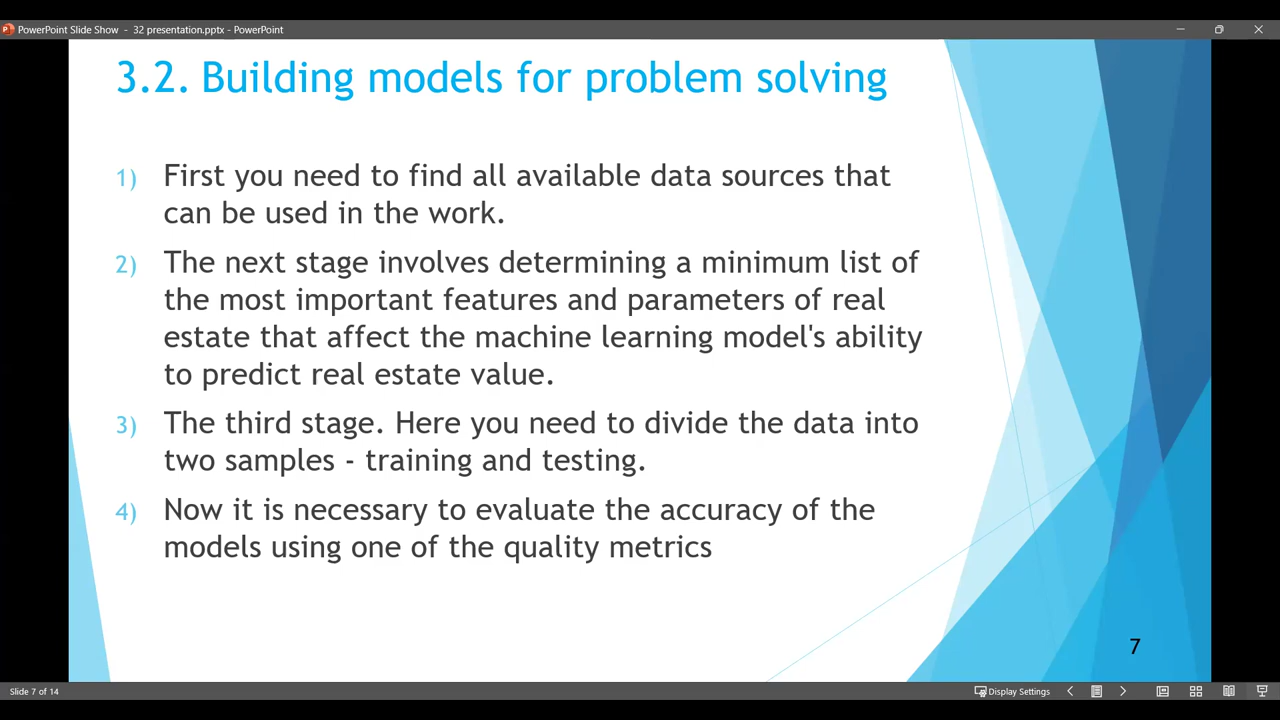 PowerPoint Slide Show - 32 presentation.pptx - PowerPoint
3.2. Building models for problem solving
1) First you need to find all available data sources that
can be used in the work.
2) The next stage involves determining a minimum list of
the most important features and parameters of real
estate that affect the machine learning model's ability
to predict real estate value.
3) The third stage. Here you need to divide the data into
two samples - training and testing.
4) Now it is necessary to evaluate the accuracy of the
models using one of the quality metrics
7
Slide 7 of 14
Display Settings